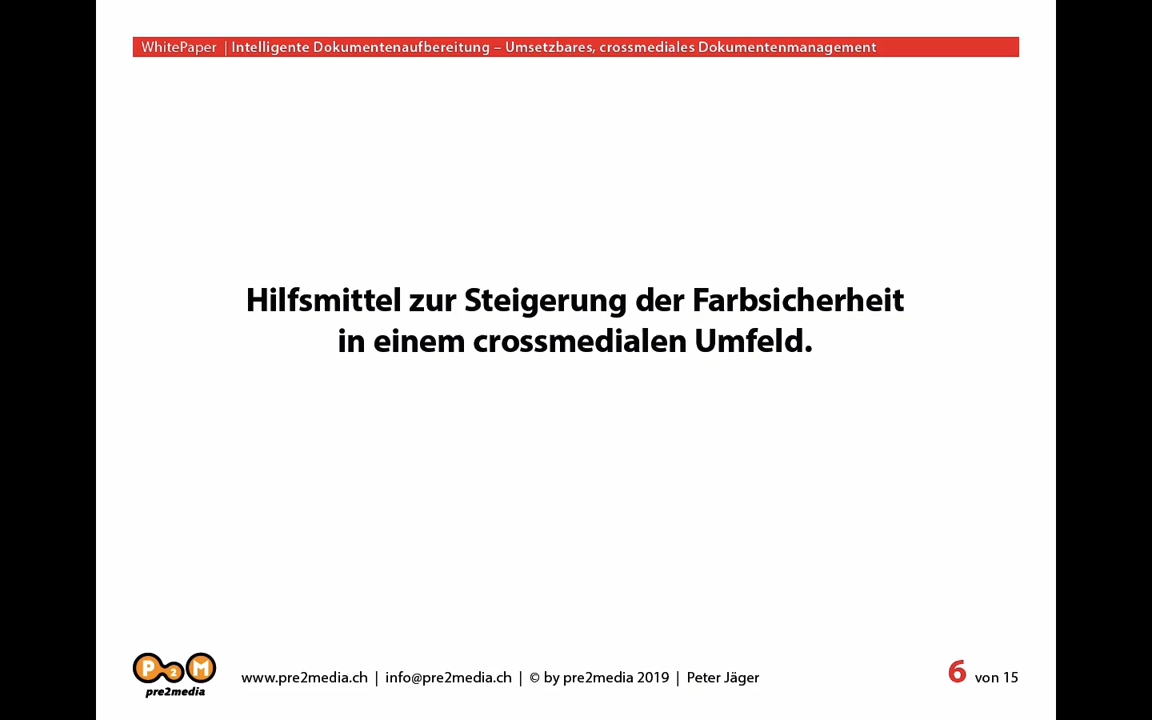 WhitePaper | Intelligente Dokumentenaufbereitung – Umsetzbares, crossmediales Dokumentenmanagement
Hilfsmittel zur Steigerung der Farbsicherheit
in einem crossmedialen Umfeld.
P 2 M
pre2media
www.pre2media.ch | info@pre2media.ch | © by pre2media 2019 | Peter Jäger
6 von 15